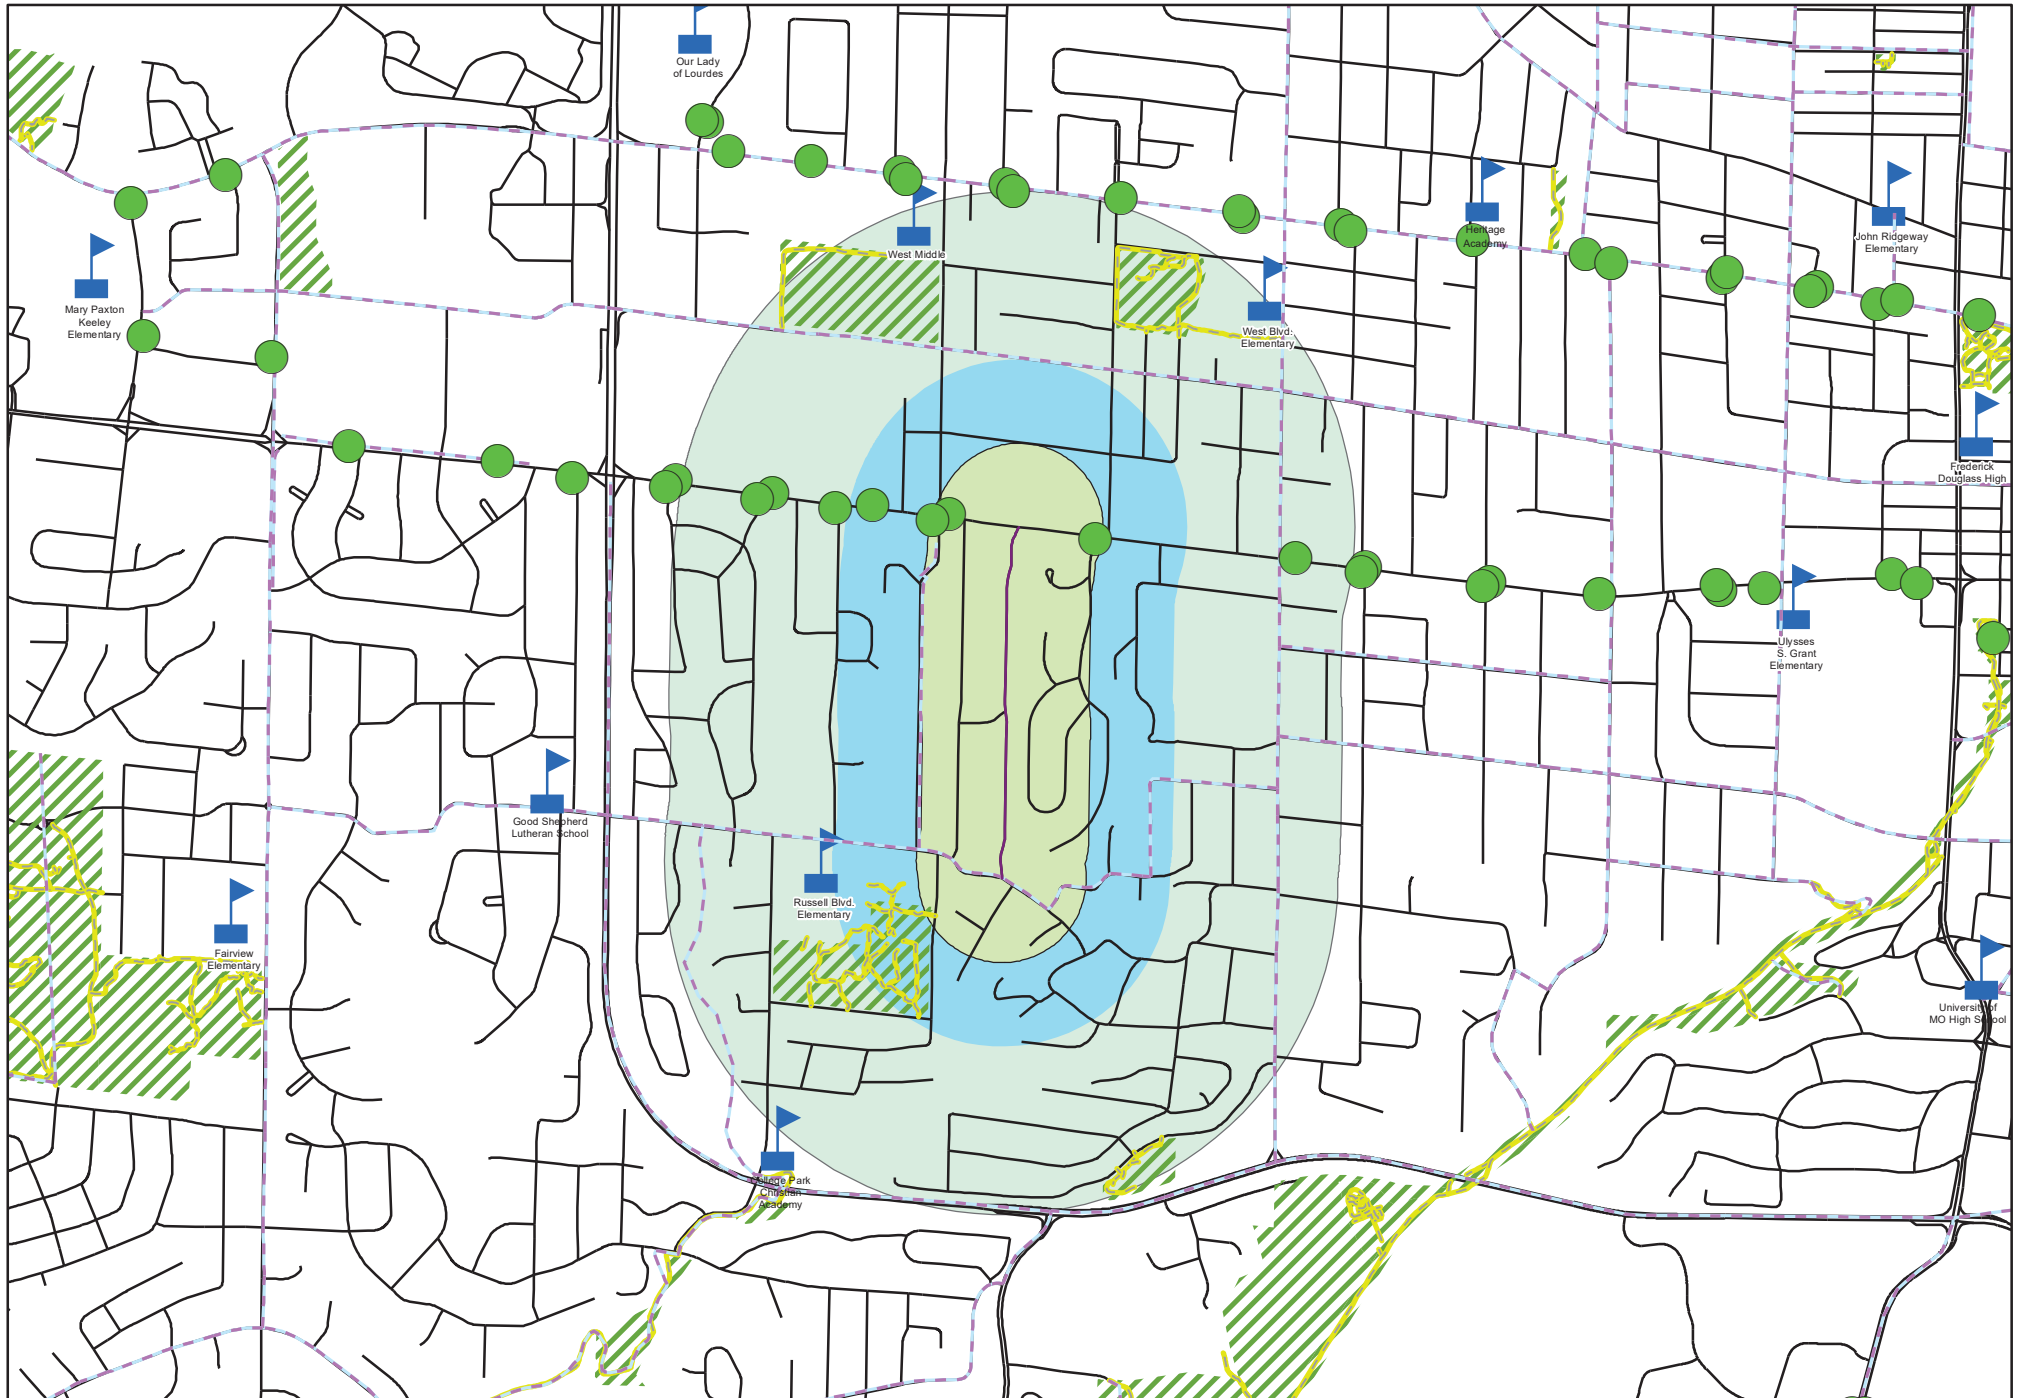 Our Lady
of Lourdes
West Middle
Heritage
Academy
John Ridgeway
Elementary
Mary Paxton
Keeley
Elementary
West Blvd.
Elementary
Frederick
Douglass High
Ulysses
S. Grant
Elementary
Good Shepherd
Lutheran School
Russell Blvd.
Elementary
Fairview
Elementary
University of
MO High School
College Park
Christian
Academy